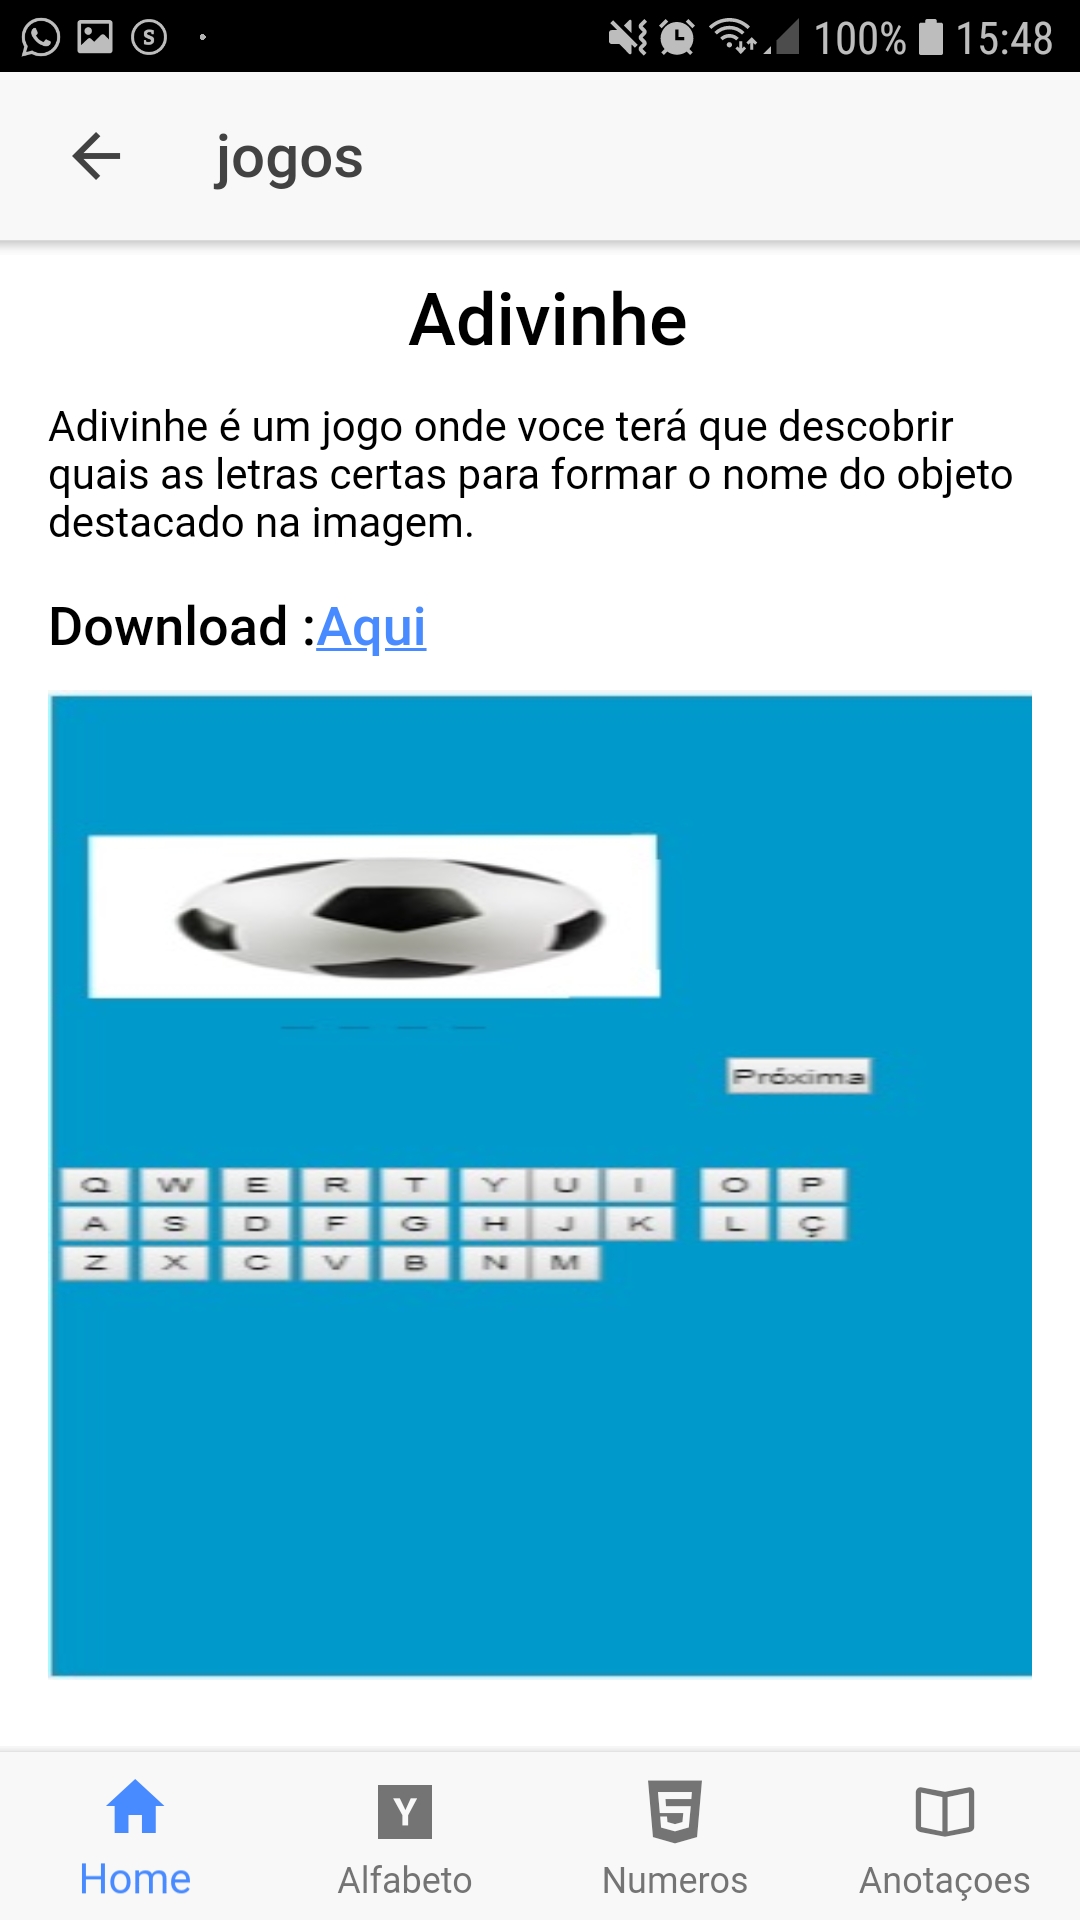 100% 15:48
jogos
Adivinhe
Adivinhe é um jogo onde voce terá que descobrir
quais as letras certas para formar o nome do objeto
destacado na imagem.
Download :Aqui
Próxima
Q W E R T Y U I O P
A S D F G H J K L Ç
Z X C V B N M
Home Alfabeto Numeros Anotaçoes